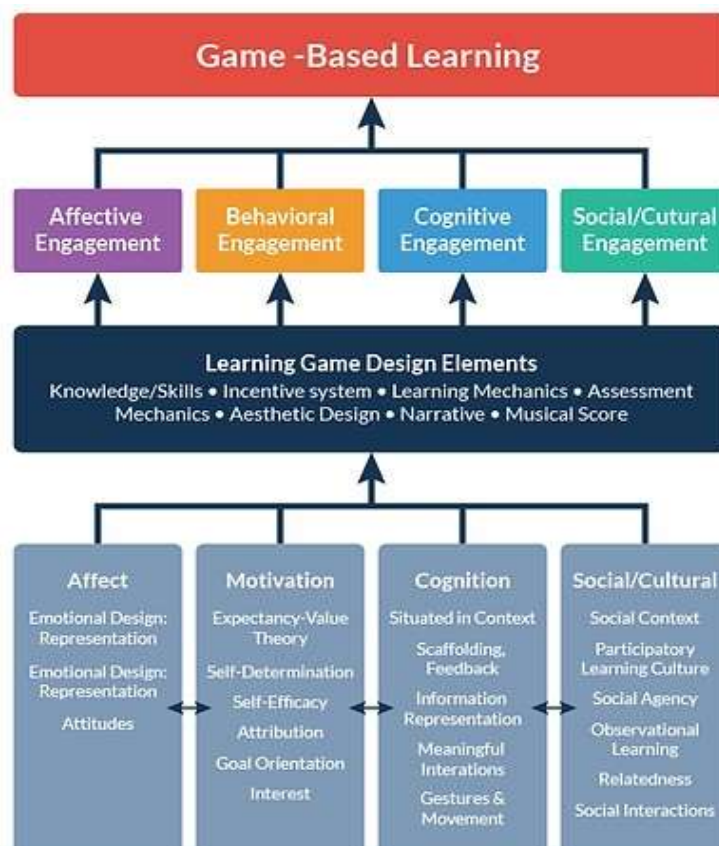 Game -Based Learning
Affective
Engagement
Behavioral
Engagement
Cognitive
Engagement
Social/Cutural
Engagement
Learning Game Design Elements
Knowledge/Skills • Incentive system • Learning Mechanics • Assessment
Mechanics • Aesthetic Design • Narrative • Musical Score
Affect
Emotional Design:
Representation
Emotional Design:
Representation
Attitudes
Motivation
Expectancy-Value
Theory
Self-Determination
Self-Efficacy
Attribution
Goal Orientation
Interest
Cognition
Situated in Context
Scaffolding,
Feedback
Information
Representation
Meaningful
Interations
Gestures &
Movement
Social/Cultural
Social Context
Participatory
Learning Culture
Social Agency
Observational
Learning
Relatedness
Social Interactions